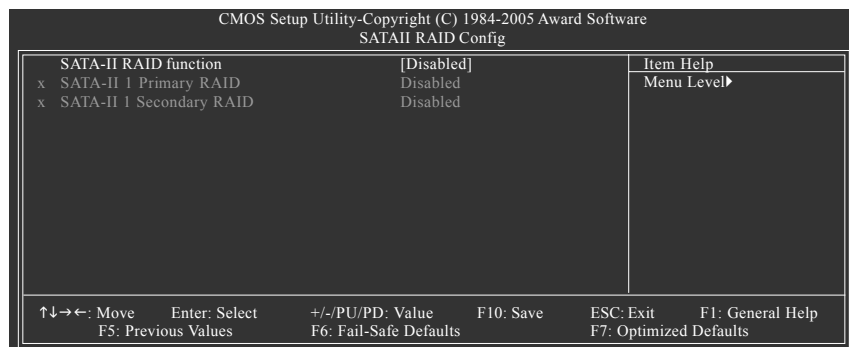 CMOS Setup Utility-Copyright (C) 1984-2005 Award Software
SATAII RAID Config
SATA-II RAID function [Disabled] Item Help
x SATA-II 1 Primary RAID Disabled Menu Level▶
x SATA-II 1 Secondary RAID Disabled
↑↓→←: Move Enter: Select +/-/PU/PD: Value F10: Save ESC: Exit F1: General Help
F5: Previous Values F6: Fail-Safe Defaults F7: Optimized Defaults